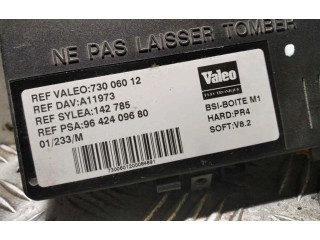 NE PAS LAISSER TOMBER
REF VALEO:730 060 12
REF DAV:A11973
REF SYLEA:142 785
REF PSA:96 424 096 80
01/233/M
Valeo
BSI-BOITE M1
HARD:PR4
SOFT:V8.2